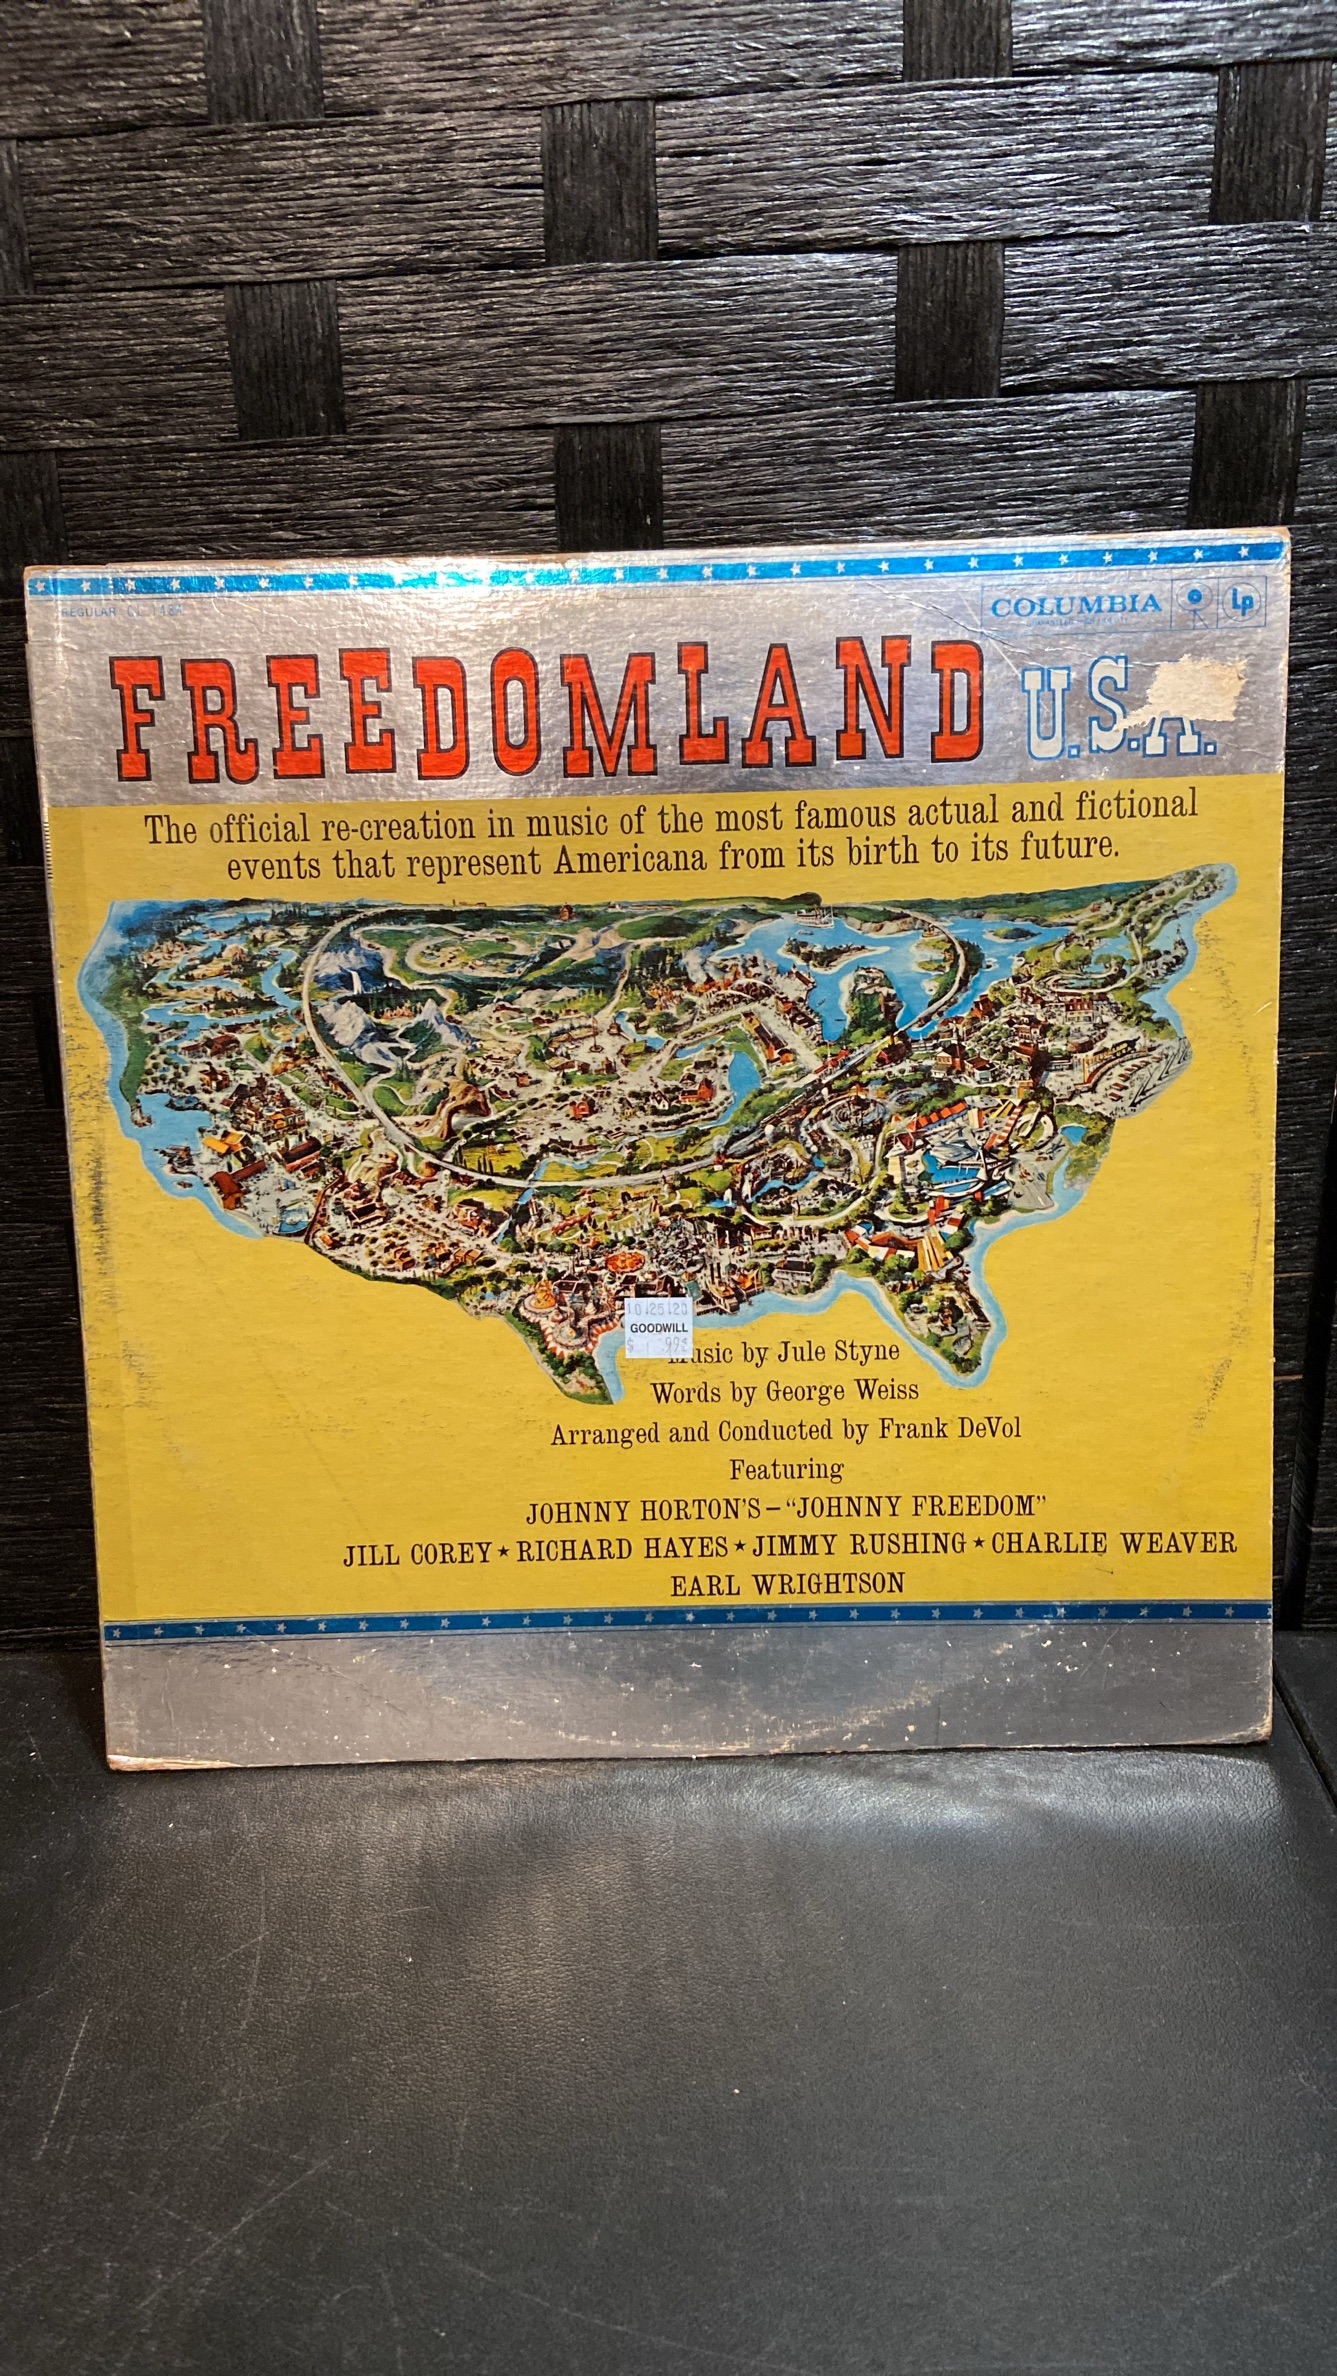 REGULAR CL 1484
COLUMBIA
Lp
FREEDOMLAND U.S.A.
The official re-creation in music of the most famous actual and fictional
events that represent Americana from its birth to its future.
10 25 20
GOODWILL
$ .99
Music by Jule Styne
Words by George Weiss
Arranged and Conducted by Frank DeVol
Featuring
JOHNNY HORTON'S – “JOHNNY FREEDOM”
JILL COREY ★ RICHARD HAYES ★ JIMMY RUSHING ★ CHARLIE WEAVER
EARL WRIGHTSON